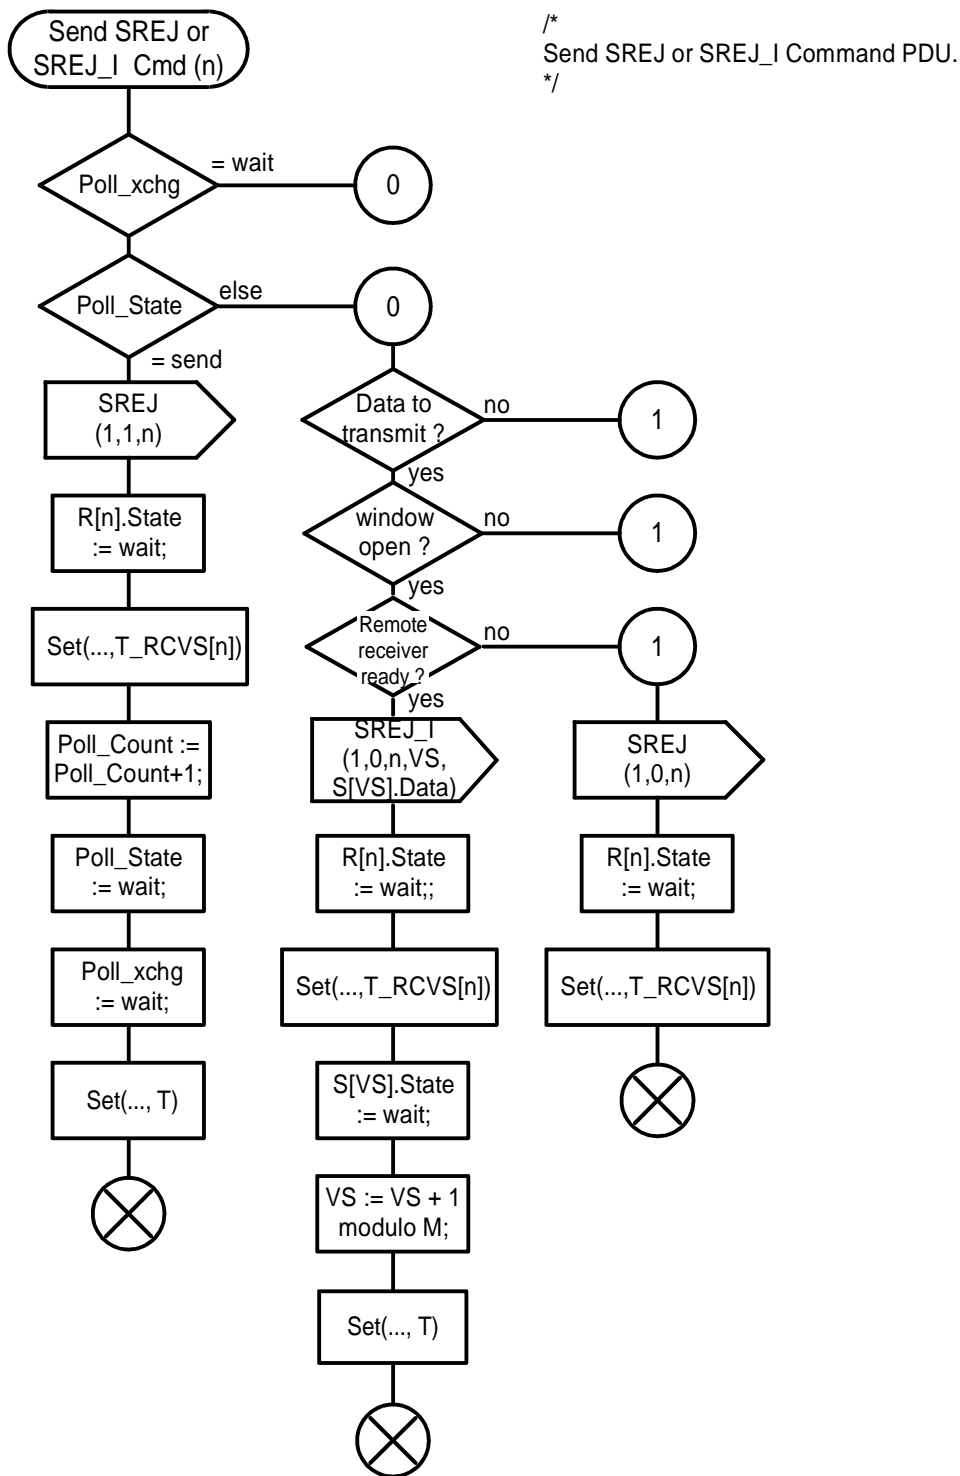 Send SREJ or
SREJ_I Cmd (n)
/*
Send SREJ or SREJ_I Command PDU.
*/
Poll_xchg
= wait
0
Poll_State
else
0
= send
SREJ
(1,1,n)
R[n].State
:= wait;
Set(...,T_RCVS[n])
Poll_Count :=
Poll_Count+1;
Poll_State
:= wait;
Poll_xchg
:= wait;
Set(..., T)
Data to
transmit ?
no
1
yes
window
open ?
no
1
yes
Remote
receiver
ready ?
no
1
yes
SREJ_I
(1,0,n,VS,
S[VS].Data)
R[n].State
:= wait;;
Set(...,T_RCVS[n])
S[VS].State
:= wait;
VS := VS + 1
modulo M;
Set(..., T)
SREJ
(1,0,n)
R[n].State
:= wait;
Set(...,T_RCVS[n])